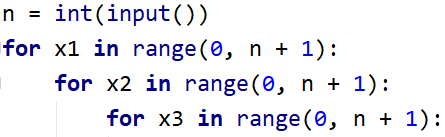 n = int(input())
for x1 in range(0, n + 1):
    for x2 in range(0, n + 1):
        for x3 in range(0, n + 1):